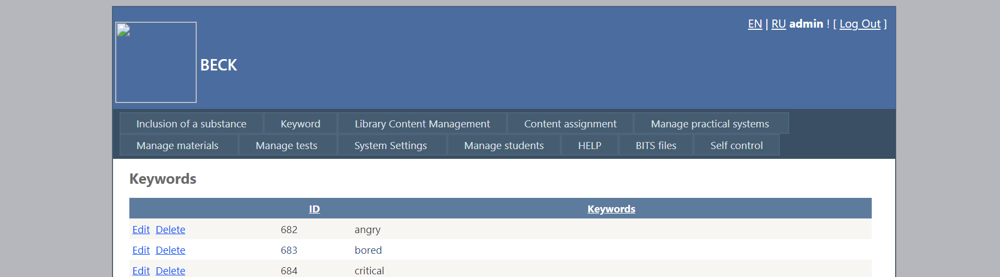 EN | RU admin ! [ Log Out ]
BECK
Inclusion of a substance Keyword Library Content Management Content assignment Manage practical systems
Manage materials Manage tests System Settings Manage students HELP BITS files Self control
Keywords
ID Keywords
Edit Delete 682 angry
Edit Delete 683 bored
Edit Delete 684 critical